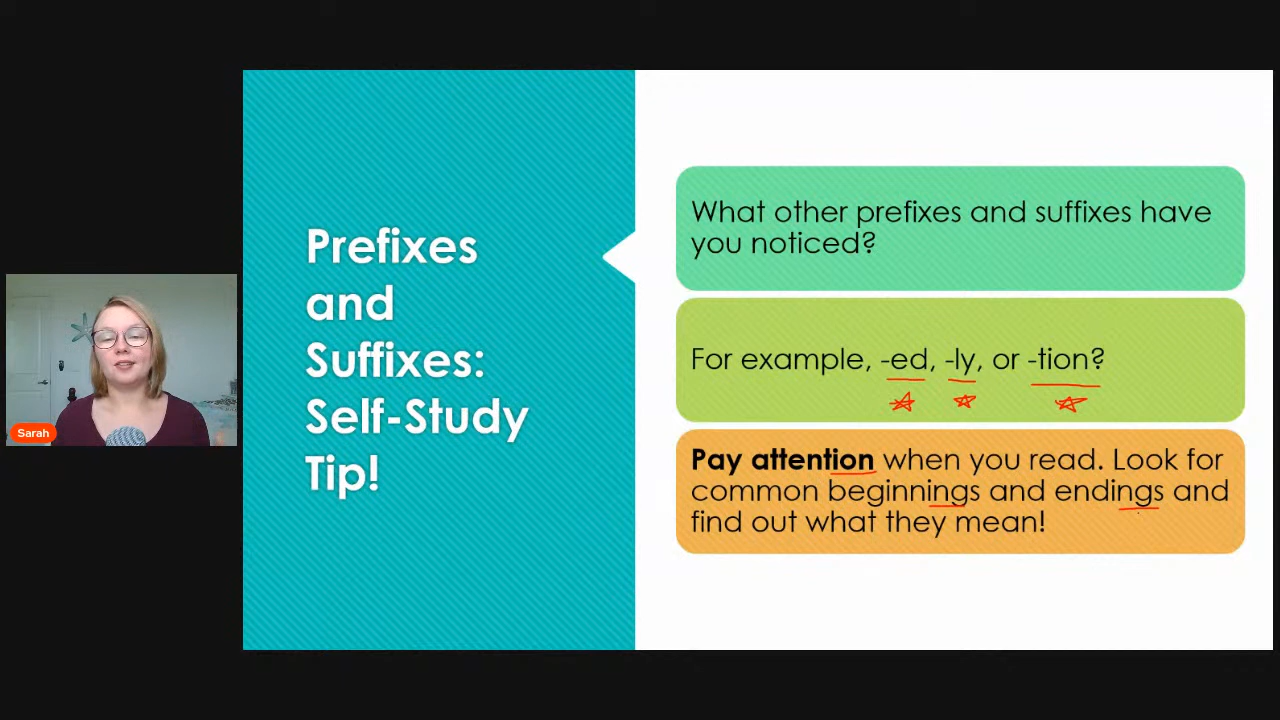 Prefixes
and
Suffixes:
Self-Study
Tip!
What other prefixes and suffixes have
you noticed?
For example, -ed, -ly, or -tion?
Pay attention when you read. Look for
common beginnings and endings and
find out what they mean!
Sarah